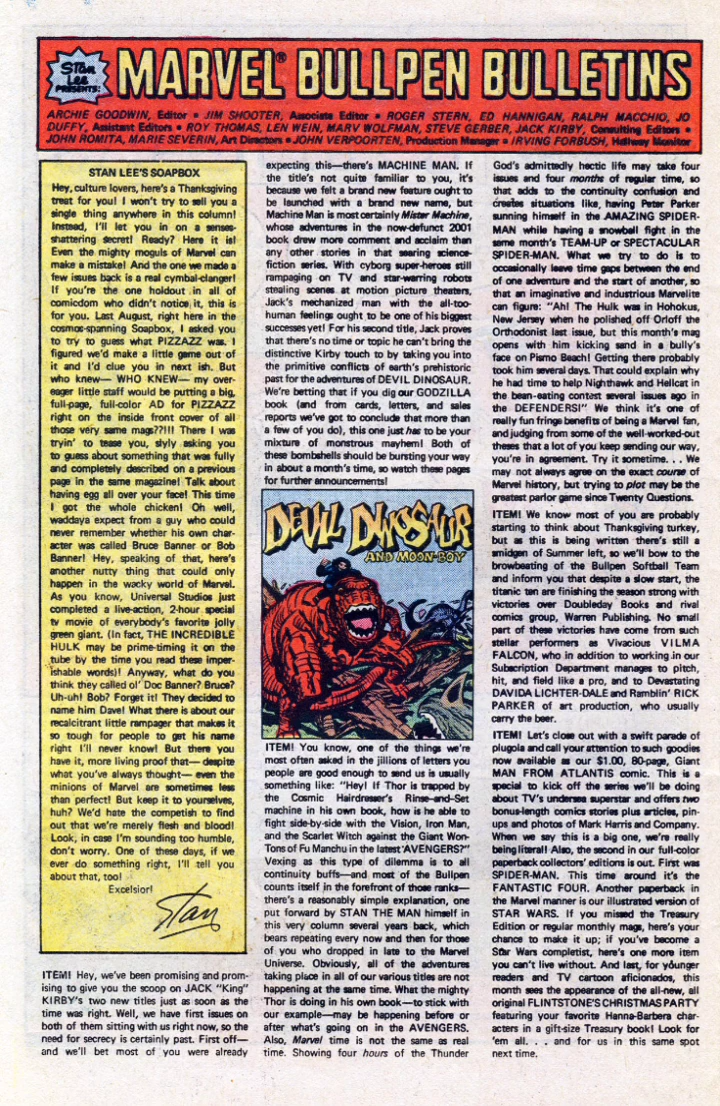 Stan
Lee
PRESENTS:
MARVEL® BULLPEN BULLETINS
ARCHIE GOODWIN, Editor • JIM SHOOTER, Associate Editor • ROGER STERN, ED HANNIGAN, RALPH MACCHIO, JO
DUFFY, Assistant Editors • ROY THOMAS, LEN WEIN, MARV WOLFMAN, STEVE GERBER, JACK KIRBY, Consulting Editors •
JOHN ROMITA, MARIE SEVERIN, Art Directors • JOHN VERPOORTEN, Production Manager • IRVING FORBUSH, Hallway Monitor
STAN LEE'S SOAPBOX
Hey, culture lovers, here's a Thanksgiving
treat for you! I won't try to sell you a
single thing anywhere in this column!
Instead, I'll let you in on a senses-
shattering secret! Ready? Here it is!
Even the mighty moguls of Marvel can
make a mistake! And the one we made a
few issues back is a real cymbal-clanger!
If you're the one holdout in all of
comicdom who didn't notice it, this is
for you. Last August, right here in the
cosmos-spanning Soapbox, I asked you
to try to guess what PIZZAZZ was. I
figured we'd make a little game out of
it and I'd clue you in next ish. But
who knew— WHO KNEW— my over-
eager little staff would be putting a big,
full-page, full-color AD for PIZZAZZ
right on the inside front cover of all
those very same mags??!!! There I was
tryin' to tease you, slyly asking you
to guess about something that was fully
and completely described on a previous
page in the same magazine! Talk about
having egg all over your face! This time
I got the whole chicken! Oh well,
waddaya expect from a guy who could
never remember whether his own char-
acter was called Bruce Banner or Bob
Banner! Hey, speaking of that, here's
another nutty thing that could only
happen in the wacky world of Marvel.
As you know, Universal Studios just
completed a live-action, 2-hour special
tv movie of everybody's favorite jolly
green giant. (In fact, THE INCREDIBLE
HULK may be prime-timing it on the
tube by the time you read these imper-
ishable words)! Anyway, what do you
think they called ol' Doc Banner? Bruce?
Uh-uh! Bob? Forget it! They decided to
name him Dave! What there is about our
recalcitrant little rampager that makes it
so tough for people to get his name
right I'll never know! But there you
have it, more living proof that— despite
what you've always thought— even the
minions of Marvel are sometimes less
than perfect! But keep it to yourselves,
huh? We'd hate the competish to find
out that we're merely flesh and blood!
Look, in case I'm sounding too humble,
don't worry. One of these days, if we
ever do something right, I'll tell you
about that, too!
Excelsior!
Stan
ITEM! Hey, we've been promising and prom-
ising to give you the scoop on JACK "King"
KIRBY's two new titles just as soon as the
time was right. Well, we have first issues on
both of them sitting with us right now, so the
need for secrecy is certainly past. First off—
and we'll bet most of you were already
expecting this—there's MACHINE MAN. If
the title's not quite familiar to you, it's
because we felt a brand new feature ought to
be launched with a brand new name, but
Machine Man is most certainly Mister Machine,
whose adventures in the now-defunct 2001
book drew more comment and acclaim than
any other stories in that searing science-
fiction series. With cyborg super-heroes still
rampaging on TV and star-warring robots
stealing scenes at motion picture theaters,
Jack's mechanized man with the all-too-
human feelings ought to be one of his biggest
successes yet! For his second title, Jack proves
that there's no time or topic he can't bring the
distinctive Kirby touch to by taking you into
the primitive conflicts of earth's prehistoric
past for the adventures of DEVIL DINOSAUR.
We're betting that if you dig our GODZILLA
book (and from cards, letters, and sales
reports we've got to conclude that more than
a few of you do), this one just has to be your
mixture of monstrous mayhem! Both of
these bombshells should be bursting your way
in about a month's time, so watch these pages
for further announcements!
DEVIL DINOSAUR
AND MOON-BOY
ITEM! You know, one of the things we're
most often asked in the jillions of letters you
people are good enough to send us is usually
something like: "Hey! If Thor is trapped by
the Cosmic Hairdresser's Rinse-and-Set
machine in his own book, how is he able to
fight side-by-side with the Vision, Iron Man,
and the Scarlet Witch against the Giant Won-
Tons of Fu Manchu in the latest AVENGERS?"
Vexing as this type of dilemma is to all
continuity buffs—and most of the Bullpen
counts itself in the forefront of those ranks—
there's a reasonably simple explanation, one
put forward by STAN THE MAN himself in
this very column several years back, which
bears repeating every now and then for those
of you who dropped in late to the Marvel
Universe. Obviously, all of the adventures
taking place in all of our various titles are not
happening at the same time. What the mighty
Thor is doing in his own book—to stick with
our example—may be happening before or
after what's going on in the AVENGERS.
Also, Marvel time is not the same as real
time. Showing four hours of the Thunder
God's admittedly hectic life may take four
issues and four months of regular time, so
that adds to the continuity confusion and
creates situations like, having Peter Parker
sunning himself in the AMAZING SPIDER-
MAN while having a snowball fight in the
same month's TEAM-UP or SPECTACULAR
SPIDER-MAN. What we try to do is to
occasionally leave time gaps between the end
of one adventure and the start of another, so
that an imaginative and industrious Marvelite
can figure: "Ah! The Hulk was in Hohokus,
New Jersey when he polished off Orloff the
Orthodonist last issue, but this month's mag
opens with him kicking sand in a bully's
face on Pismo Beach! Getting there probably
took him several days. That could explain why
he had time to help Nighthawk and Hellcat in
the bean-eating contest several issues ago in
the DEFENDERS!" We think it's one of
really fun fringe benefits of being a Marvel fan,
and judging from some of the well-worked-out
theses that a lot of you keep sending our way,
you're in agreement. Try it sometime. . . We
may not always agree on the exact course of
Marvel history, but trying to plot may be the
greatest parlor game since Twenty Questions.
ITEM! We know most of you are probably
starting to think about Thanksgiving turkey,
but as this is being written there's still a
smidgen of Summer left, so we'll bow to the
browbeating of the Bullpen Softball Team
and inform you that despite a slow start, the
titanic ten are finishing the season strong with
victories over Doubleday Books and rival
comics group, Warren Publishing. No small
part of these victories have come from such
stellar performers as Vivacious VILMA
FALCON, who in addition to working in our
Subscription Department manages to pitch,
hit, and field like a pro, and to Devastating
DAVIDA LICHTER-DALE and Ramblin' RICK
PARKER of art production, who usually
carry the beer.
ITEM! Let's close out with a swift parade of
plugola and call your attention to such goodies
now available as our $1.00, 80-page, Giant
MAN FROM ATLANTIS comic. This is a
special to kick off the series we'll be doing
about TV's undersea superstar and offers two
bonus-length comics stories plus articles, pin-
ups and photos of Mark Harris and Company.
When we say this is a big one, we're really
being literal! Also, the second in our full-color
paperback collectors' editions is out. First was
SPIDER-MAN. This time around it's the
FANTASTIC FOUR. Another paperback in
the Marvel manner is our illustrated version of
STAR WARS. If you missed the Treasury
Edition or regular monthly mags, here's your
chance to make it up; if you've become a
Star Wars completist, here's one more item
you can't live without. And last, for younger
readers and TV cartoon aficionados, this
month sees the appearance of the all-new, all
original FLINTSTONE'S CHRISTMAS PARTY
featuring your favorite Hanna-Barbera char-
acters in a gift-size Treasury book! Look for
'em all. . . and for us in this same spot
next time.